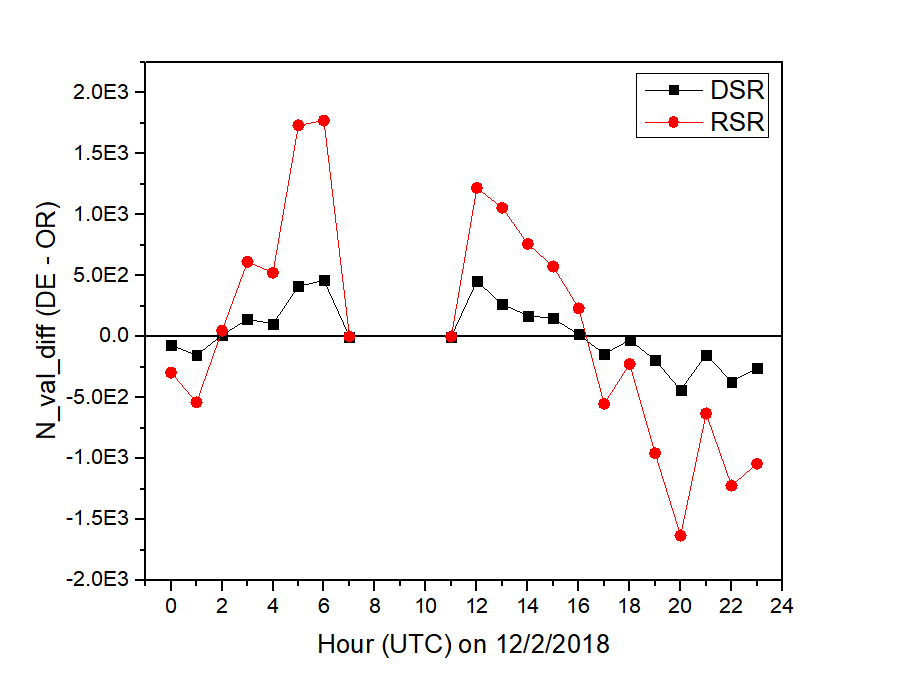 DSR
RSR
2.0E3
1.5E3
1.0E3
5.0E2
0.0
-5.0E2
-1.0E3
-1.5E3
-2.0E3
N_val_diff (DE - OR)
0 2 4 6 8 10 12 14 16 18 20 22 24
Hour (UTC) on 12/2/2018